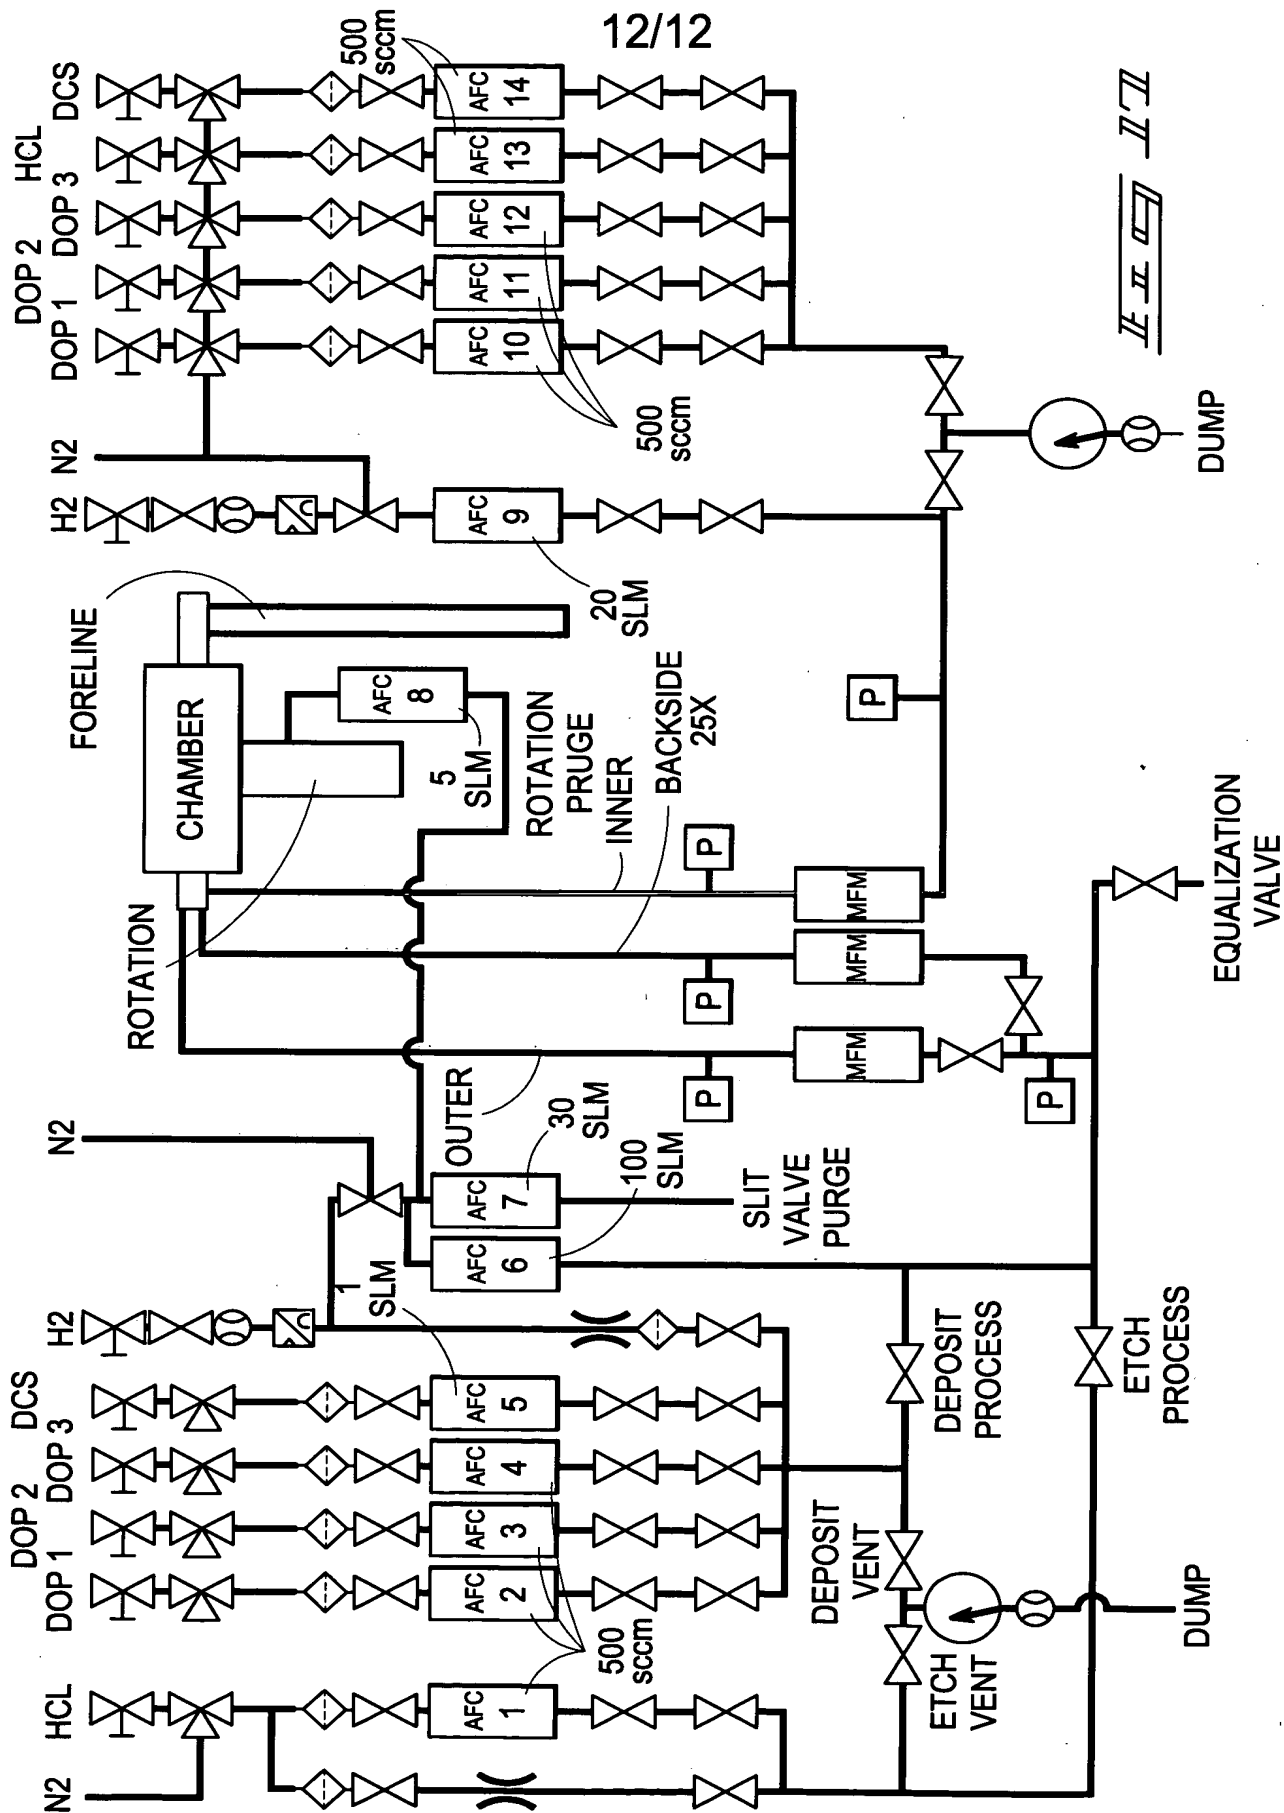 12/12
N2
HCL
DOP 1
DOP 2
DOP 3
DCS
H2
N2
ROTATION
CHAMBER
FORELINE
H2
N2
DOP 1
DOP 2
DOP 3
HCL
DCS
500
sccm
AFC
1
AFC
2
AFC
3
AFC
4
AFC
5
AFC
6
AFC
7
AFC
8
AFC
9
AFC
10
AFC
11
AFC
12
AFC
13
AFC
14
500
sccm
1
SLM
100
SLM
30
SLM
5
SLM
20
SLM
500
sccm
OUTER
SLIT
VALVE
PURGE
ROTATION
PRUGE
INNER
BACKSIDE
25X
P
P
P
P
P
MFM
MFM
MFM
ETCH
VENT
DEPOSIT
VENT
DEPOSIT
PROCESS
ETCH
PROCESS
DUMP
EQUALIZATION
VALVE
DUMP